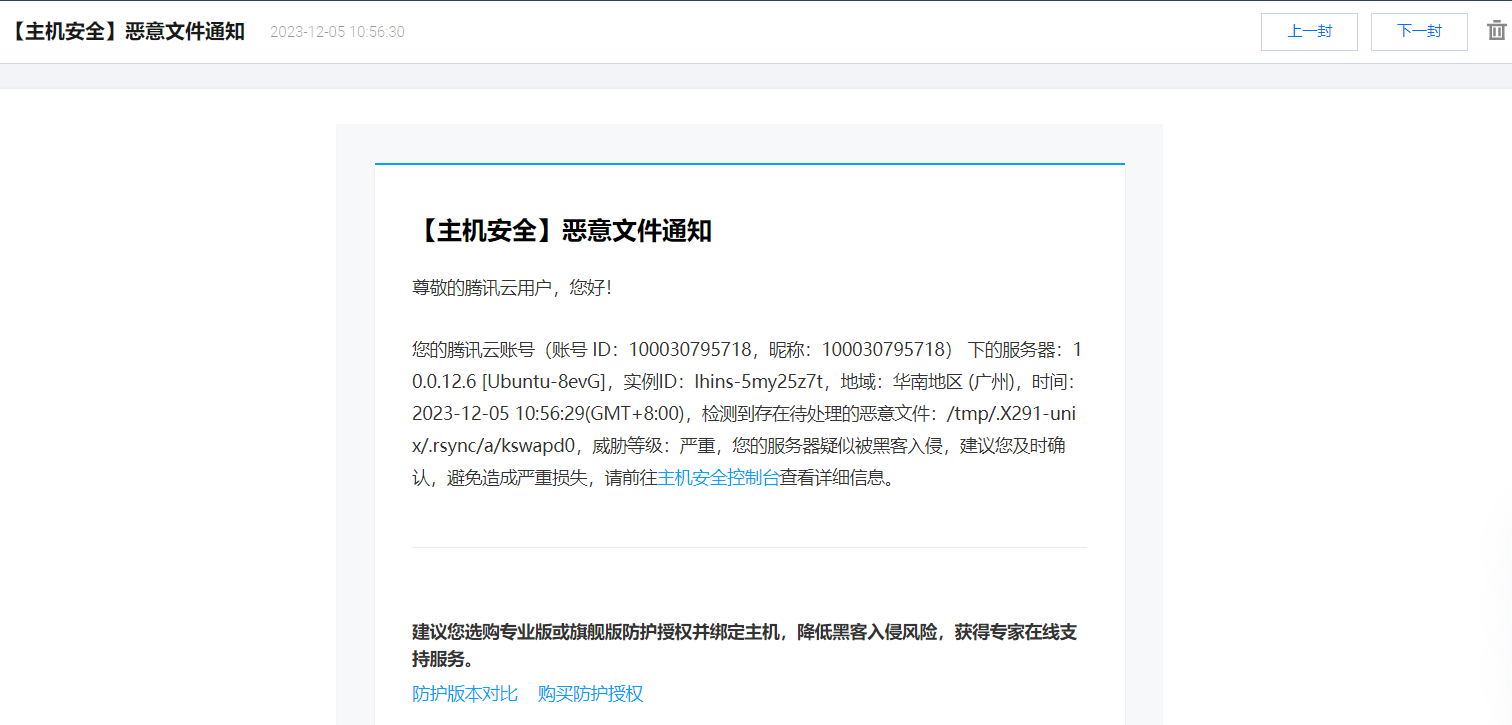 【主机安全】恶意文件通知 2023-12-05 10:56:30 上一封 下一封
【主机安全】恶意文件通知
尊敬的腾讯云用户，您好！
您的腾讯云账号（账号 ID：100030795718，昵称：100030795718） 下的服务器：1
0.0.12.6 [Ubuntu-8evG]，实例ID：lhins-5my25z7t，地域：华南地区 (广州)，时间：
2023-12-05 10:56:29(GMT+8:00)，检测到存在待处理的恶意文件：/tmp/.X291-uni
x/.rsync/a/kswapd0，威胁等级：严重，您的服务器疑似被黑客入侵，建议您及时确
认，避免造成严重损失，请前往主机安全控制台查看详细信息。
建议您选购专业版或旗舰版防护授权并绑定主机，降低黑客入侵风险，获得专家在线支
持服务。
防护版本对比 购买防护授权